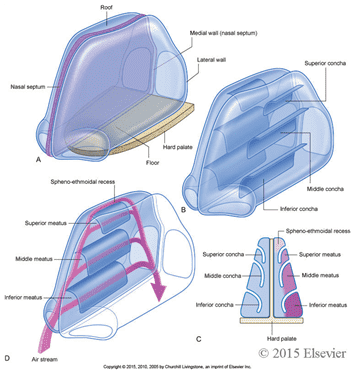 Roof
Medial wall (nasal septum)
Lateral wall
Nasal septum
Hard palate
Floor
A
Superior concha
Middle concha
Inferior concha
B
Spheno-ethmoidal recess
Superior meatus
Middle meatus
Inferior meatus
Air stream
D
Spheno-ethmoidal recess
Superior concha
Superior meatus
Middle concha
Middle meatus
Inferior concha
Inferior meatus
Hard palate
C
© 2015 Elsevier
Copyright © 2015, 2010, 2005 by Churchill Livingstone, an imprint of Elsevier Inc.